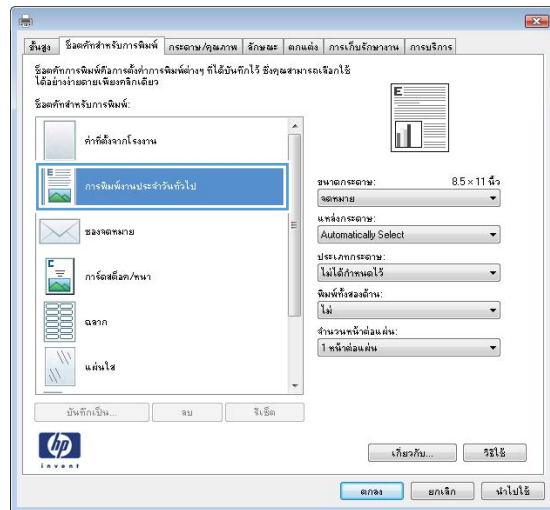 ขั้นสูง
ช็อตคัทสำหรับการพิมพ์
กระดาษ/คุณภาพ
ลักษณะ
ตกแต่ง
การเก็บรักษางาน
การบริการ
ช็อตคัทการพิมพ์คือการตั้งค่าการพิมพ์ต่างๆ ที่ได้บันทึกไว้ ซึ่งคุณสามารถเลือกใช้
ได้อย่างง่ายดายเพียงคลิกเดียว
ช็อตคัทสำหรับการพิมพ์:
ค่าที่ตั้งจากโรงงาน
การพิมพ์งานประจำวันทั่วไป
ซองจดหมาย
การ์ดสต็อค/หนา
ฉลาก
แผ่นใส
บันทึกเป็น...
ลบ
รีเซ็ต
E
E
C
ขนาดกระดาษ:
8.5 × 11 นิ้ว
จดหมาย
แหล่งกระดาษ:
Automatically Select
ประเภทกระดาษ:
ไม่ได้กำหนดไว้
พิมพ์ทั้งสองด้าน:
ไม่
จำนวนหน้าต่อแผ่น:
1 หน้าต่อแผ่น
hp
invent
เกี่ยวกับ...
วิธีใช้
ตกลง
ยกเลิก
นำไปใช้